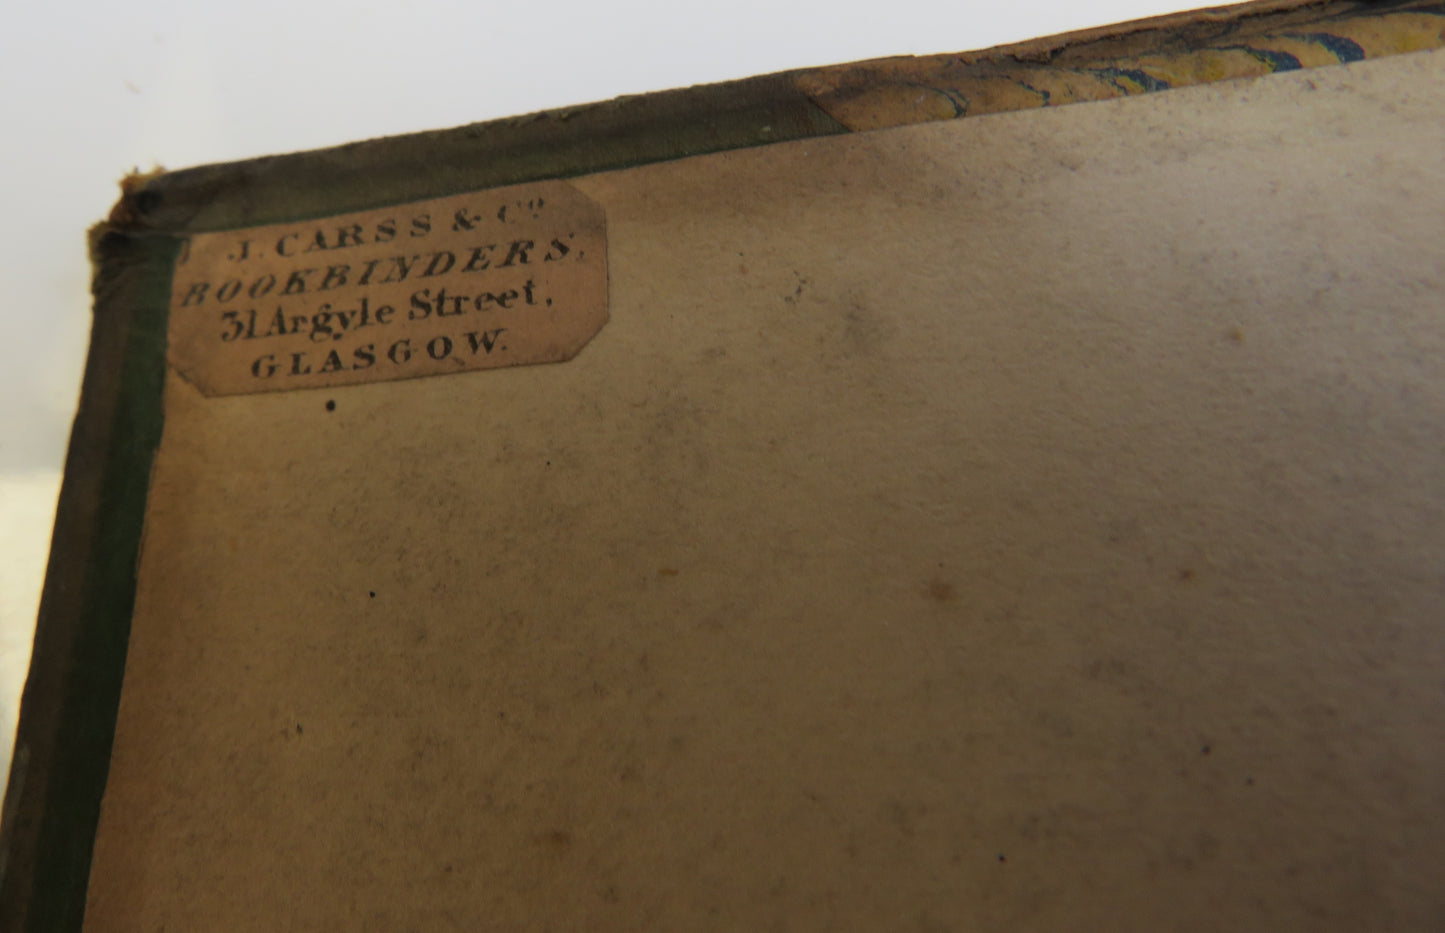 J. CARSS & Cº
BOOKBINDERS,
31 Argyle Street,
GLASGOW.